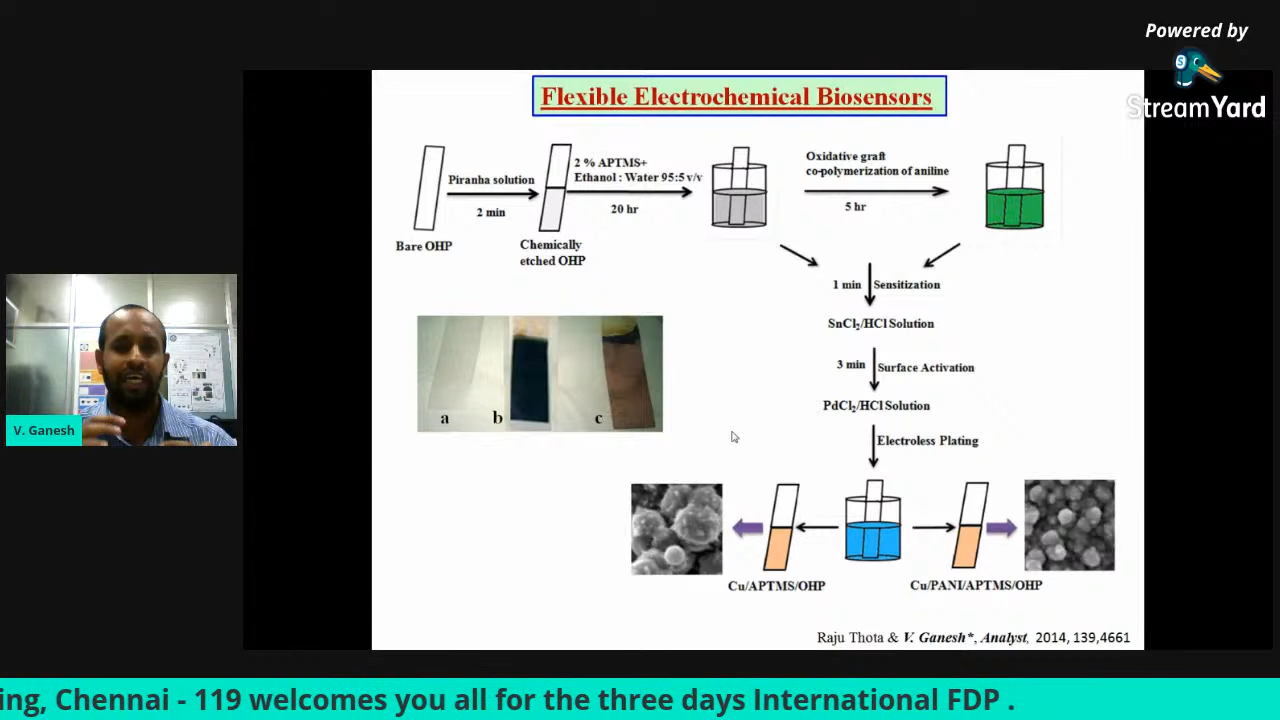 Powered by
StreamYard
Flexible Electrochemical Biosensors
Piranha solution
2 min
Bare OHP
Chemically
etched OHP
2 % APTMS+
Ethanol : Water 95:5 v/v
20 hr
Oxidative graft
co-polymerization of aniline
5 hr
1 min
Sensitization
SnCl₂/HCl Solution
3 min
Surface Activation
PdCl₂/HCl Solution
Electroless Plating
a
b
c
Cu/APTMS/OHP
Cu/PANI/APTMS/OHP
Raju Thota & V. Ganesh*, Analyst, 2014, 139,4661
V. Ganesh
ing, Chennai - 119 welcomes you all for the three days International FDP .